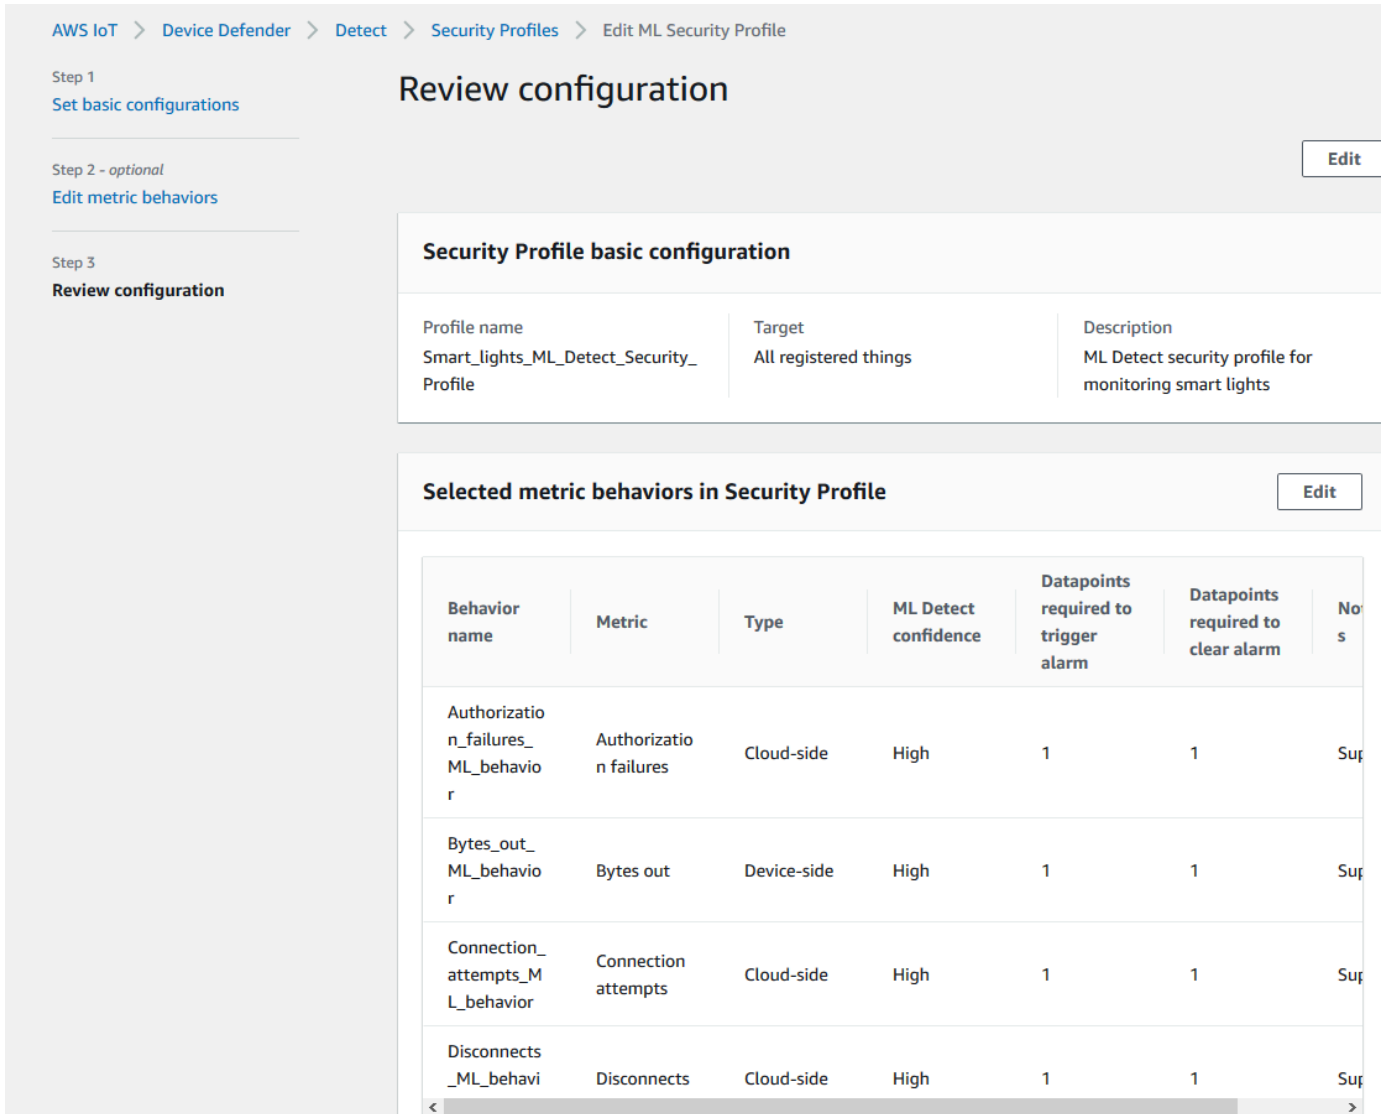 AWS IoT > Device Defender > Detect > Security Profiles > Edit ML Security Profile
Step 1
Set basic configurations
Step 2 - optional
Edit metric behaviors
Step 3
Review configuration
Review configuration
Edit
Security Profile basic configuration
Profile name
Smart_lights_ML_Detect_Security_
Profile
Target
All registered things
Description
ML Detect security profile for
monitoring smart lights
Selected metric behaviors in Security Profile
Edit
Behavior
name
Metric
Type
ML Detect
confidence
Datapoints
required to
trigger
alarm
Datapoints
required to
clear alarm
Authorizatio
n_failures_
ML_behavio
r
Authorizatio
n failures
Cloud-side
High
1
1
Bytes_out_
ML_behavio
r
Bytes out
Device-side
High
1
1
Connection_
attempts_M
L_behavior
Connection
attempts
Cloud-side
High
1
1
Disconnects
_ML_behavi
Disconnects
Cloud-side
High
1
1